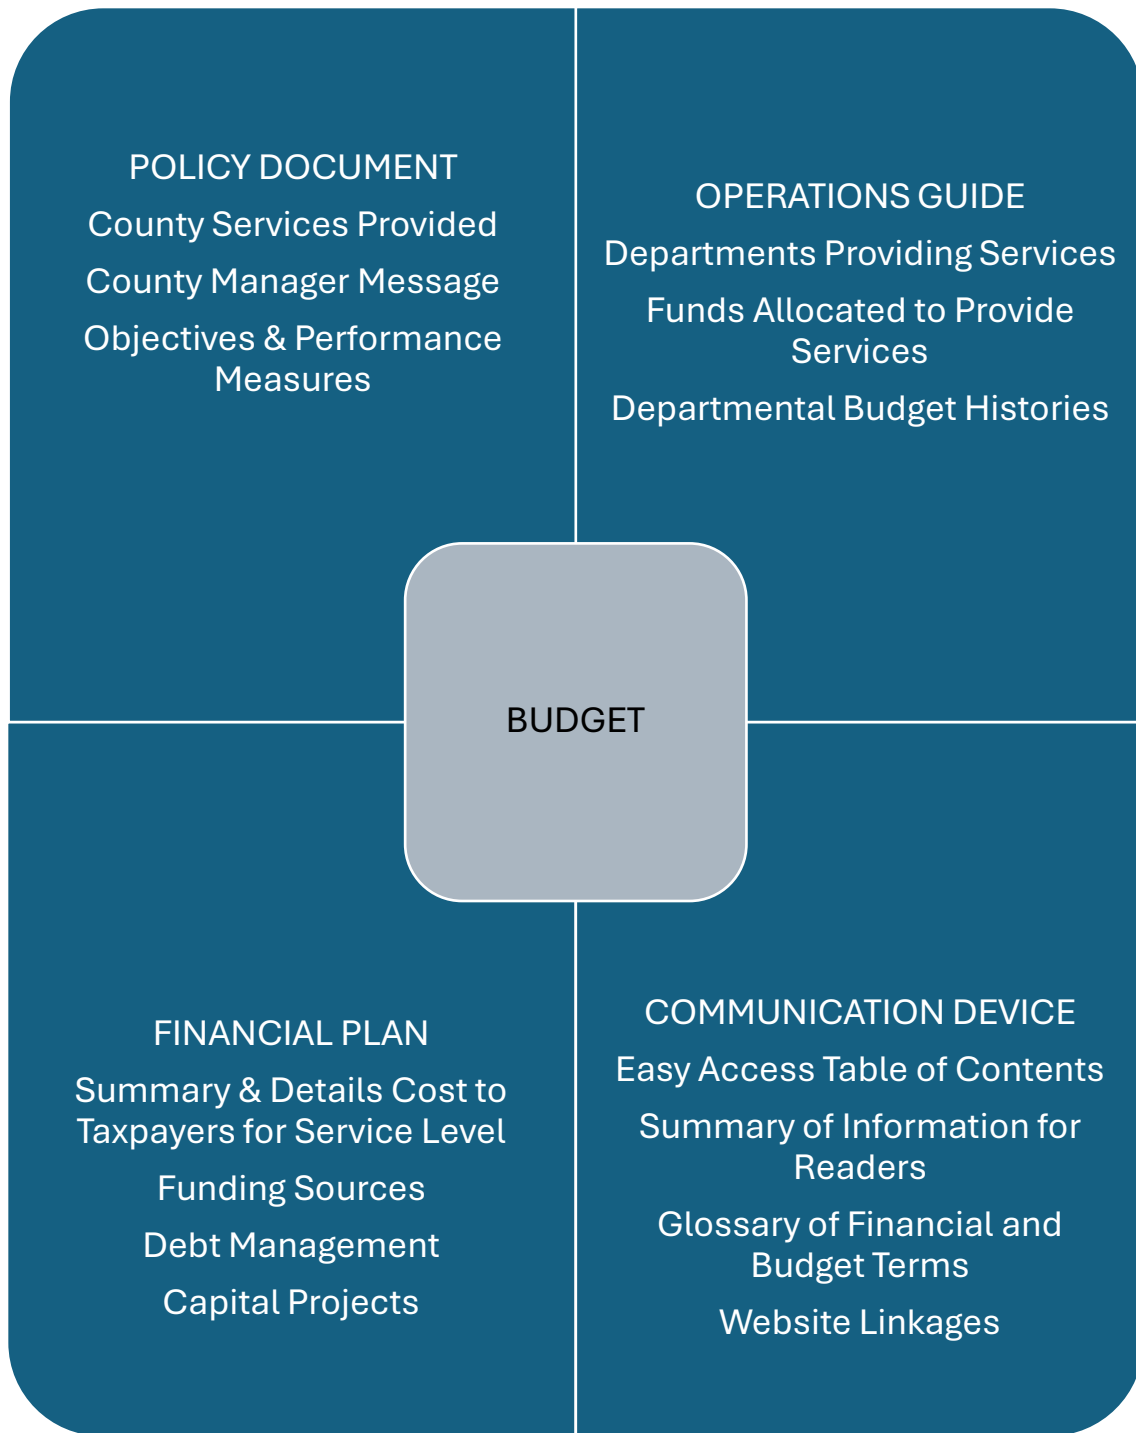 POLICY DOCUMENT
County Services Provided
County Manager Message
Objectives & Performance
Measures
OPERATIONS GUIDE
Departments Providing Services
Funds Allocated to Provide
Services
Departmental Budget Histories
BUDGET
FINANCIAL PLAN
Summary & Details Cost to
Taxpayers for Service Level
Funding Sources
Debt Management
Capital Projects
COMMUNICATION DEVICE
Easy Access Table of Contents
Summary of Information for
Readers
Glossary of Financial and
Budget Terms
Website Linkages